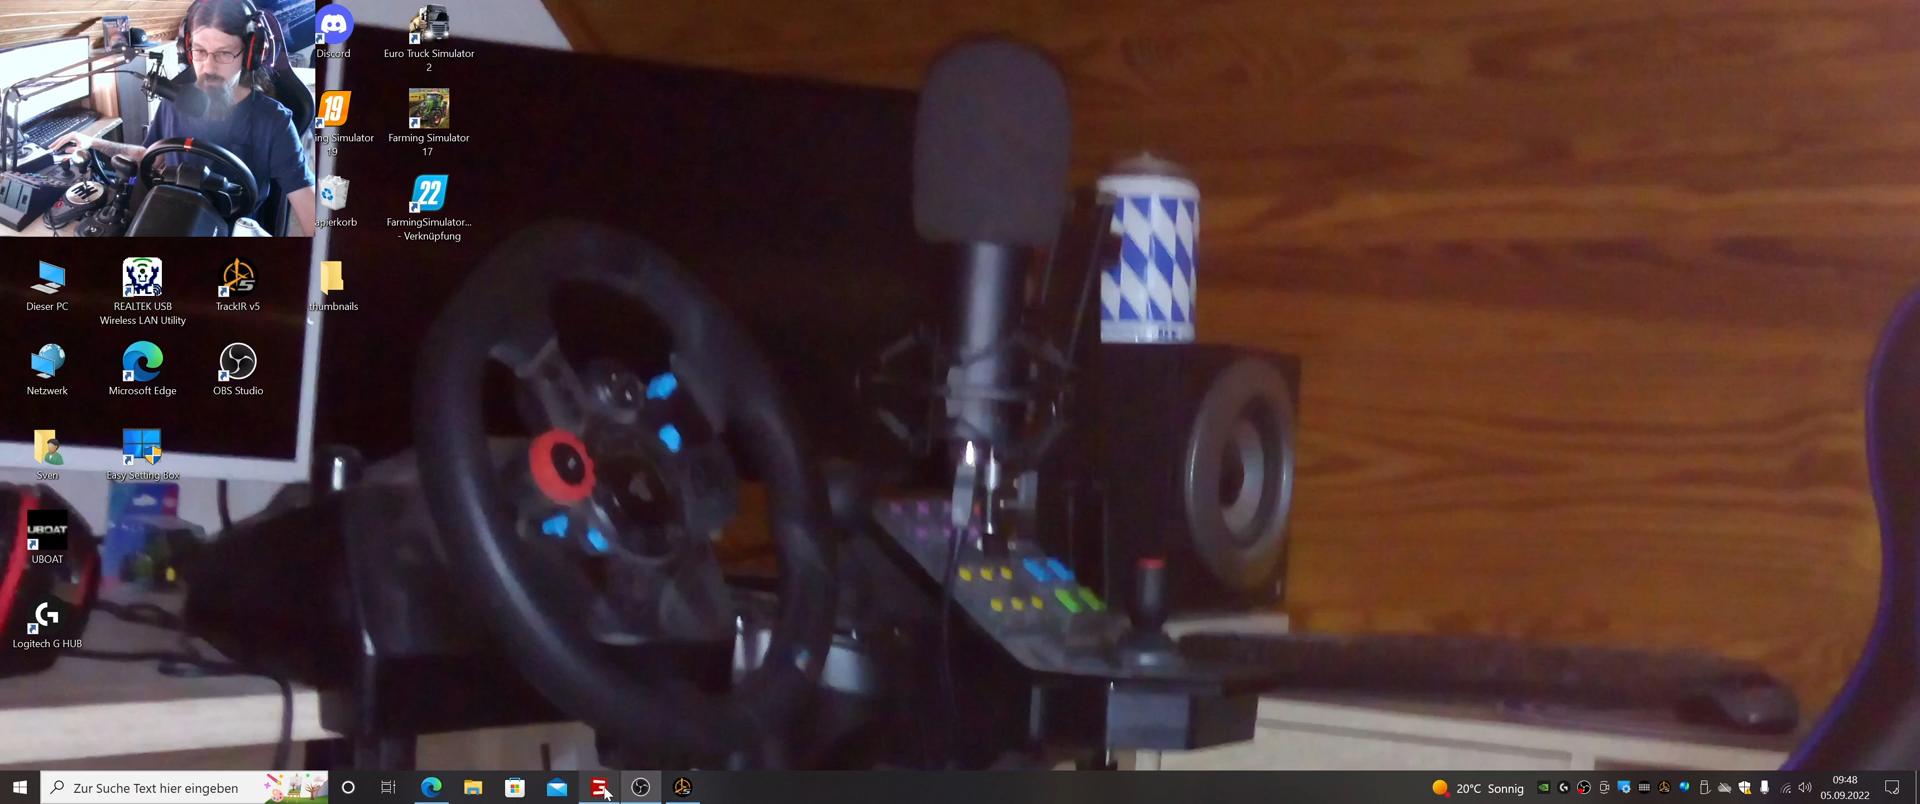 Discord
Euro Truck Simulator
2
19
ing Simulator
19
Farming Simulator
17
apierkorb
22
FarmingSimulator...
- Verknüpfung
Dieser PC
REALTEK USB
Wireless LAN Utility
TrackIR v5
thumbnails
Netzwerk
Microsoft Edge
OBS Studio
Sven
Easy Setting Box
UBOAT
UBOAT
Logitech G HUB
Zur Suche Text hier eingeben
20°C Sonnig
09:48
05.09.2022